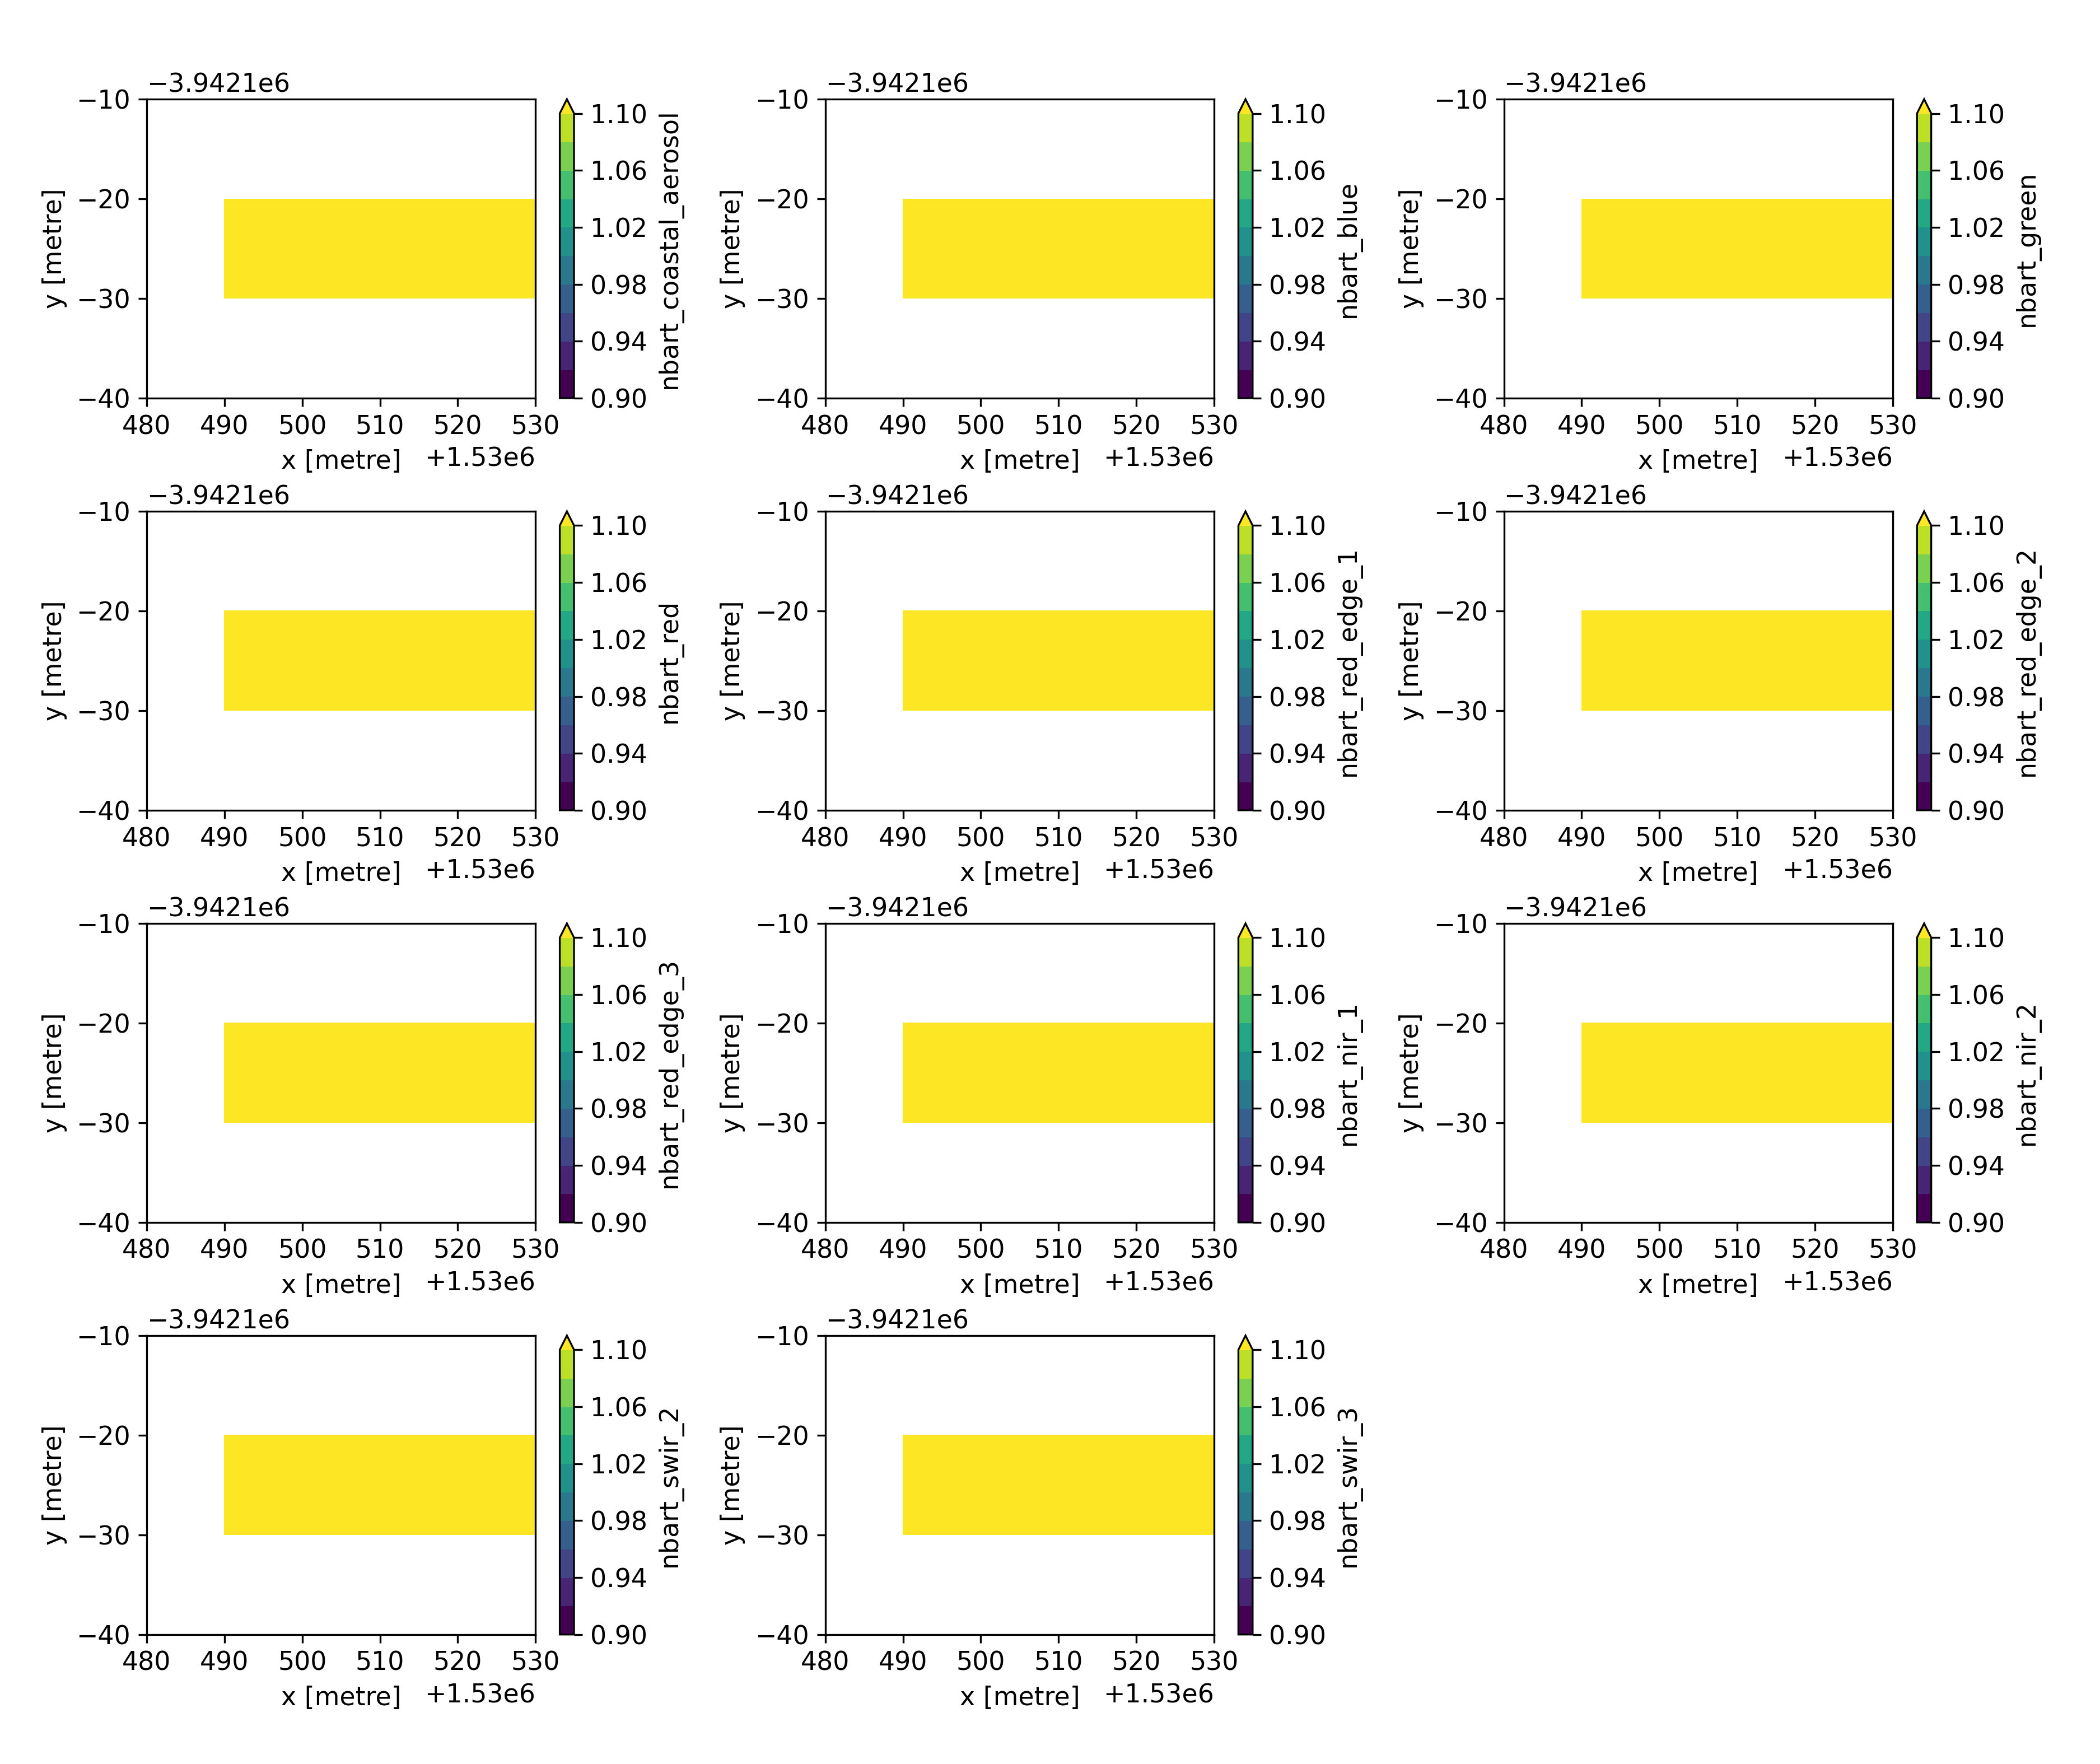 −3.9421e6 −3.9421e6 −3.9421e6
−10 1.10 −10 1.10 −10 1.10
1.06 1.06 1.06
−20 −20 −20
1.02 1.02 1.02
y [metre] nbart_coastal_aerosol y [metre] nbart_blue y [metre] nbart_green
−30 0.98 −30 0.98 −30 0.98
0.94 0.94 0.94
−40 0.90 −40 0.90 −40 0.90
480 490 500 510 520 530 480 490 500 510 520 530 480 490 500 510 520 530
x [metre] +1.53e6 x [metre] +1.53e6 x [metre] +1.53e6
−3.9421e6 −3.9421e6 −3.9421e6
−10 1.10 −10 1.10 −10 1.10
1.06 1.06 1.06
−20 −20 −20
1.02 1.02 1.02
y [metre] nbart_red y [metre] nbart_red_edge_1 y [metre] nbart_red_edge_2
−30 0.98 −30 0.98 −30 0.98
0.94 0.94 0.94
−40 0.90 −40 0.90 −40 0.90
480 490 500 510 520 530 480 490 500 510 520 530 480 490 500 510 520 530
x [metre] +1.53e6 x [metre] +1.53e6 x [metre] +1.53e6
−3.9421e6 −3.9421e6 −3.9421e6
−10 1.10 −10 1.10 −10 1.10
1.06 1.06 1.06
−20 −20 −20
1.02 1.02 1.02
y [metre] nbart_red_edge_3 y [metre] nbart_nir_1 y [metre] nbart_nir_2
−30 0.98 −30 0.98 −30 0.98
0.94 0.94 0.94
−40 0.90 −40 0.90 −40 0.90
480 490 500 510 520 530 480 490 500 510 520 530 480 490 500 510 520 530
x [metre] +1.53e6 x [metre] +1.53e6 x [metre] +1.53e6
−3.9421e6 −3.9421e6
−10 1.10 −10 1.10
1.06 1.06
−20 −20
1.02 1.02
y [metre] nbart_swir_2 y [metre] nbart_swir_3
−30 0.98 −30 0.98
0.94 0.94
−40 0.90 −40 0.90
480 490 500 510 520 530 480 490 500 510 520 530
x [metre] +1.53e6 x [metre] +1.53e6